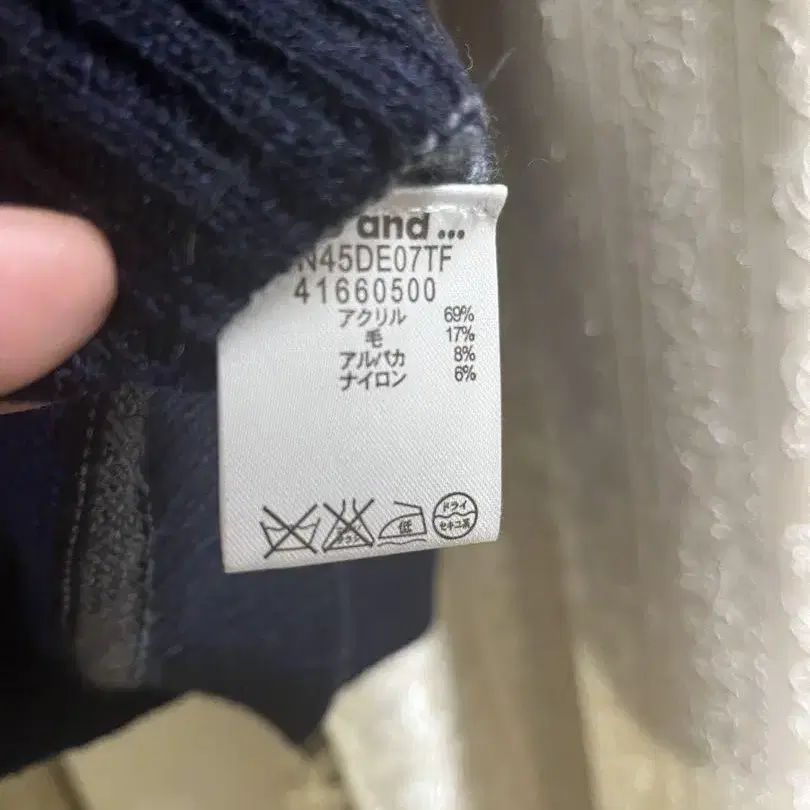 and...
N45DE07TF
41660500
アクリル 69%
毛 17%
アルパカ 8%
ナイロン 6%
低
ドライ
セキユ系